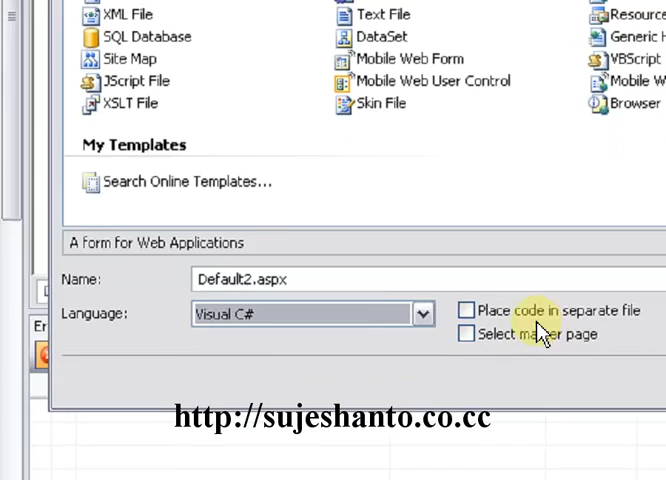 XML File Text File Resource
SQL Database DataSet Generic H
Site Map Mobile Web Form VBScript
JScript File Mobile Web User Control Mobile W
XSLT File Skin File Browser
My Templates
Search Online Templates...
A form for Web Applications
Name: Default2.aspx
Language: Visual C# Place code in separate file
Select master page
Er
http://sujeshanto.co.cc